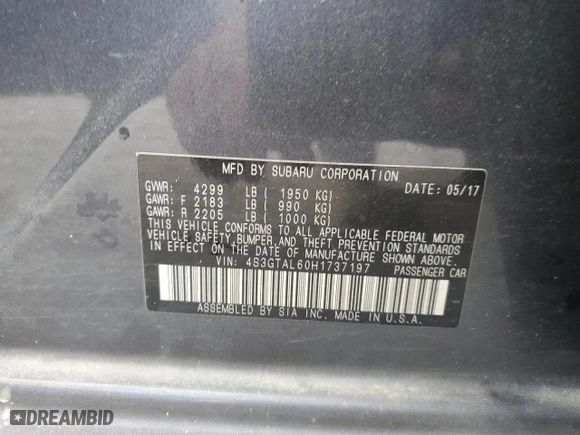 MFD BY SUBARU CORPORATION DATE: 05/17
GVWR: 4299 LB ( 1950 KG)
GAWR: F 2183 LB ( 990 KG)
GAWR: R 2205 LB ( 1000 KG)
THIS VEHICLE CONFORMS TO ALL APPLICABLE FEDERAL MOTOR
VEHICLE SAFETY, BUMPER, AND THEFT PREVENTION STANDARDS
IN EFFECT ON THE DATE OF MANUFACTURE SHOWN ABOVE.
VIN: 4S3GTAL60H1737197 PASSENGER CAR
ASSEMBLED BY SIA INC. MADE IN U.S.A.
DREAMBID